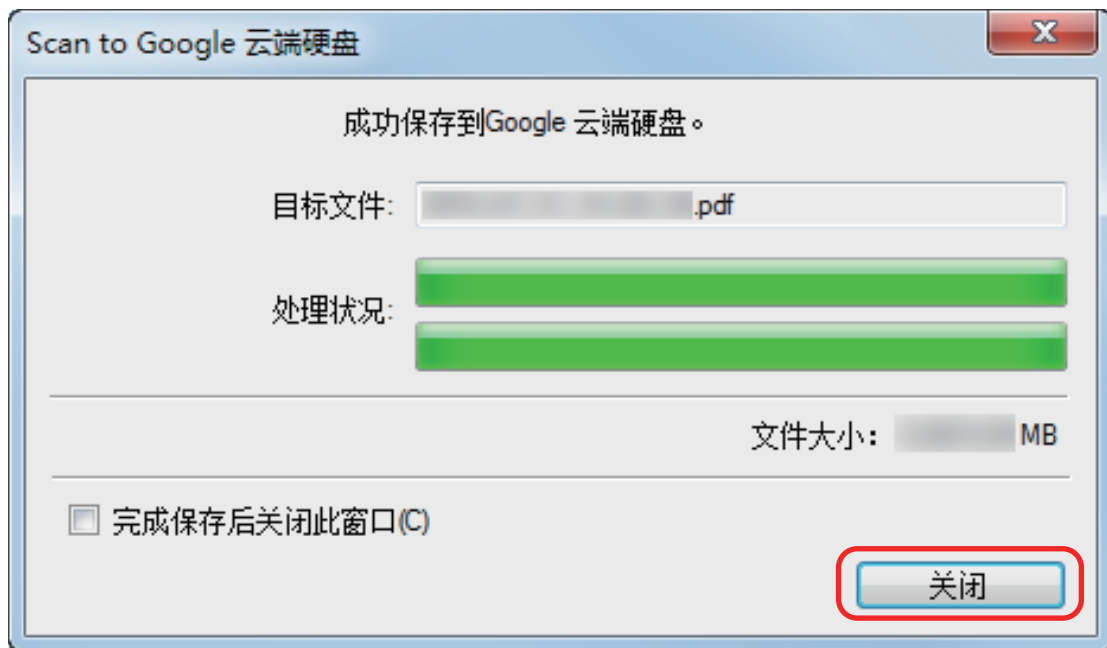 Scan to Google 云端硬盘
成功保存到Google 云端硬盘。
目标文件: .pdf
处理状况:
文件大小: MB
完成保存后关闭此窗口(C)
关闭